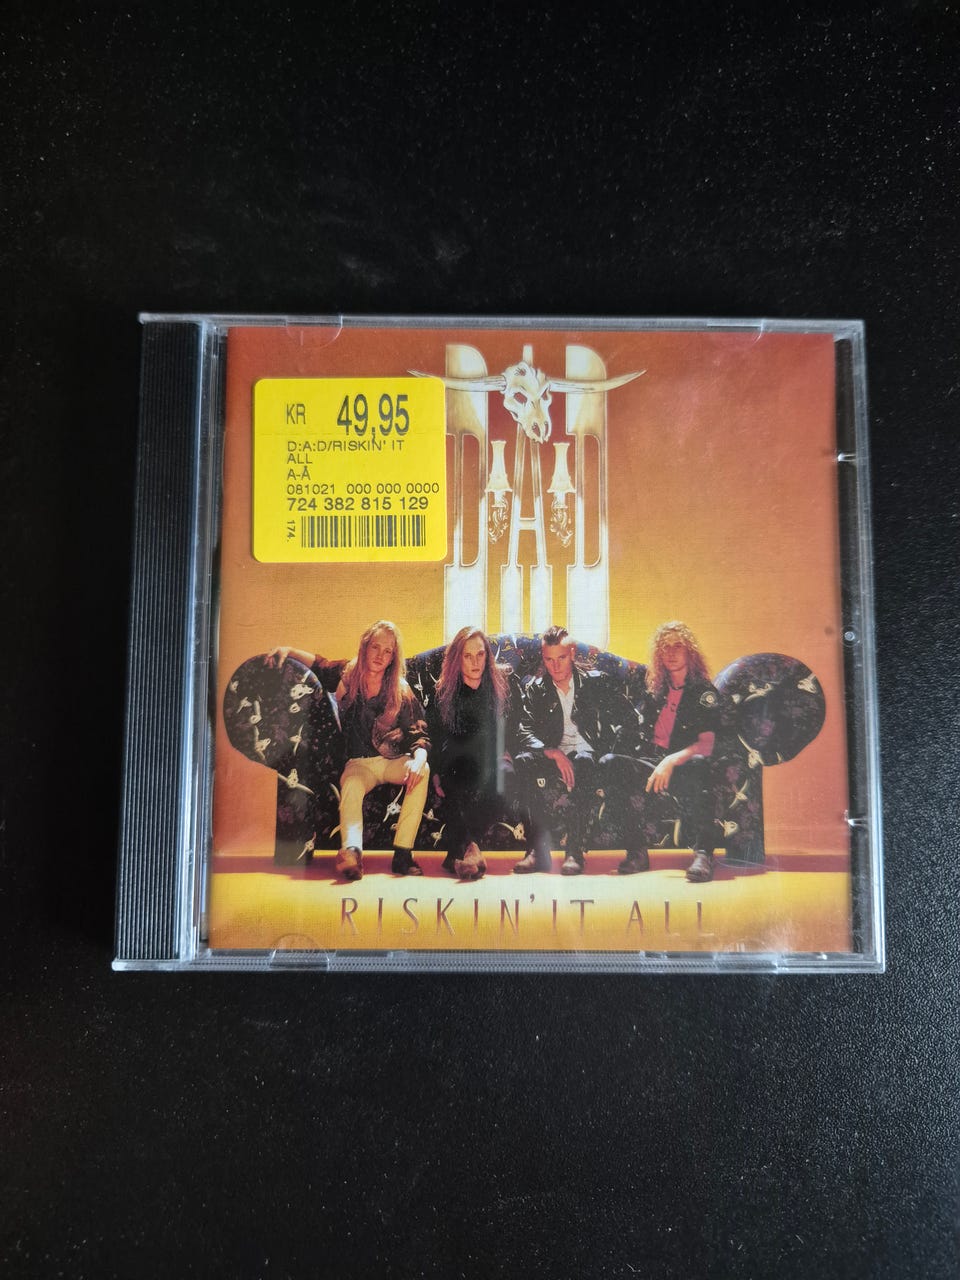 D A D
KR 49,95
D:A:D/RISKIN' IT
ALL
A-Å
081021 000 000 0000
724 382 815 129
174.
D A D
RISKIN' IT ALL